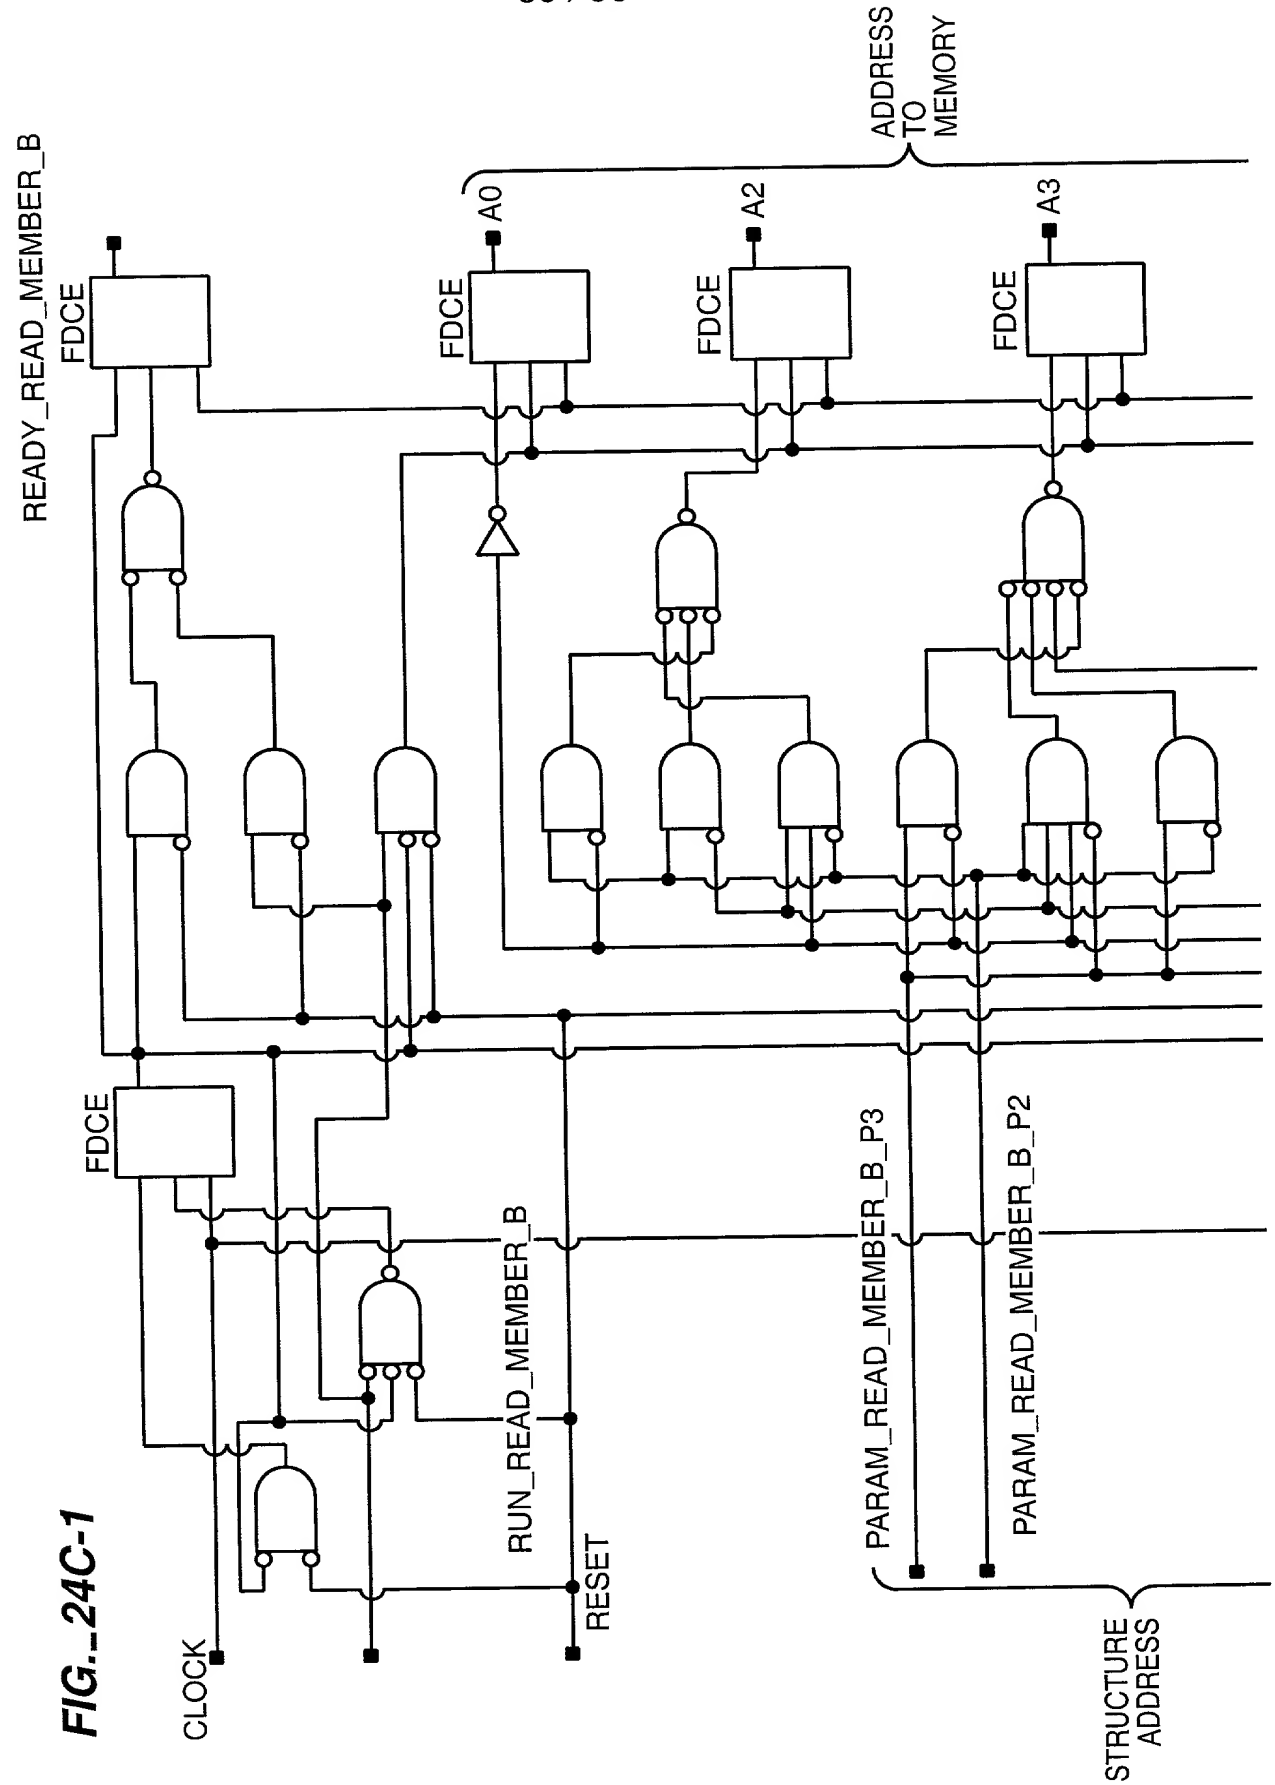 FIG._24C-1
READY_READ_MEMBER_B
FDCE
FDCE
CLOCK
RUN_READ_MEMBER_B
RESET
FDCE
A0
FDCE
A2
FDCE
A3
ADDRESS
TO
MEMORY
PARAM_READ_MEMBER_B_P3
PARAM_READ_MEMBER_B_P2
STRUCTURE
ADDRESS